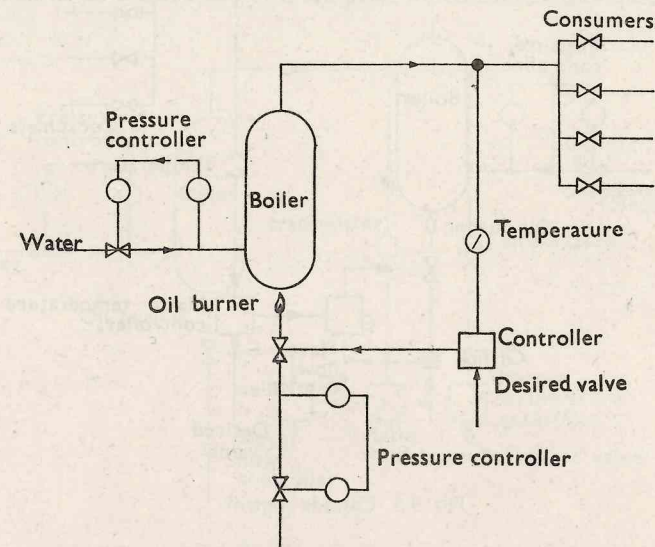 Consumers
Pressure
controller
Boiler
Water
Temperature
Oil burner
Controller
Desired valve
Pressure controller